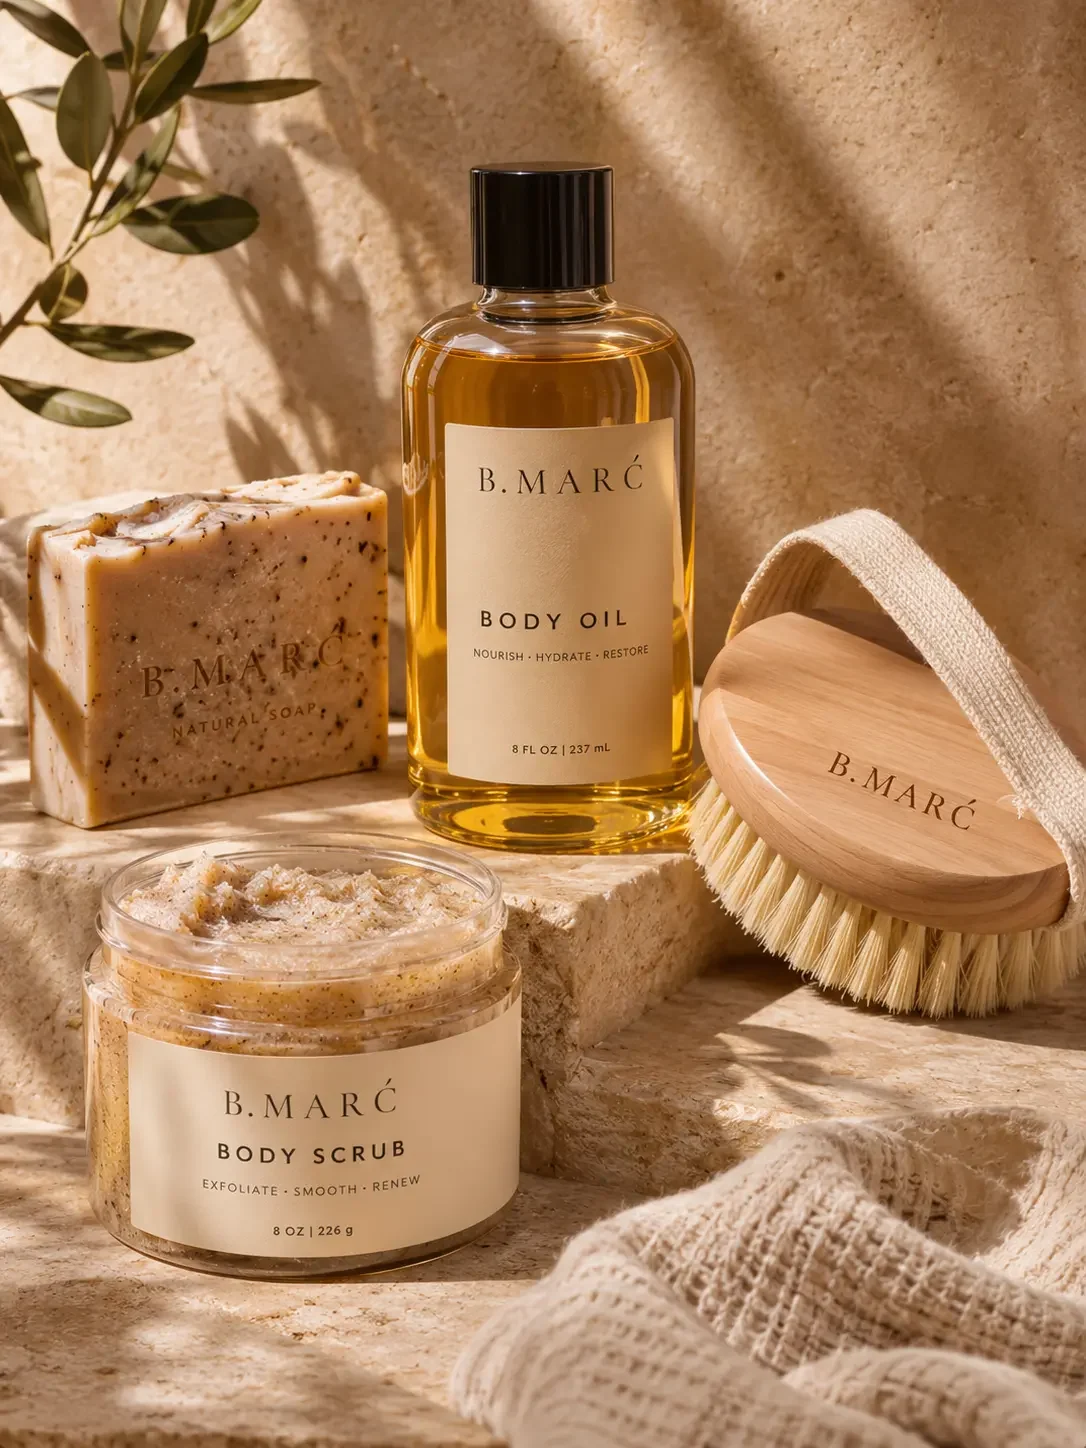 B.MARĆ
BODY OIL
NOURISH · HYDRATE · RESTORE
8 FL OZ | 237 mL
B.MARĆ
NATURAL SOAP
B.MARĆ
B.MARĆ
BODY SCRUB
EXFOLIATE · SMOOTH · RENEW
8 OZ | 226 g